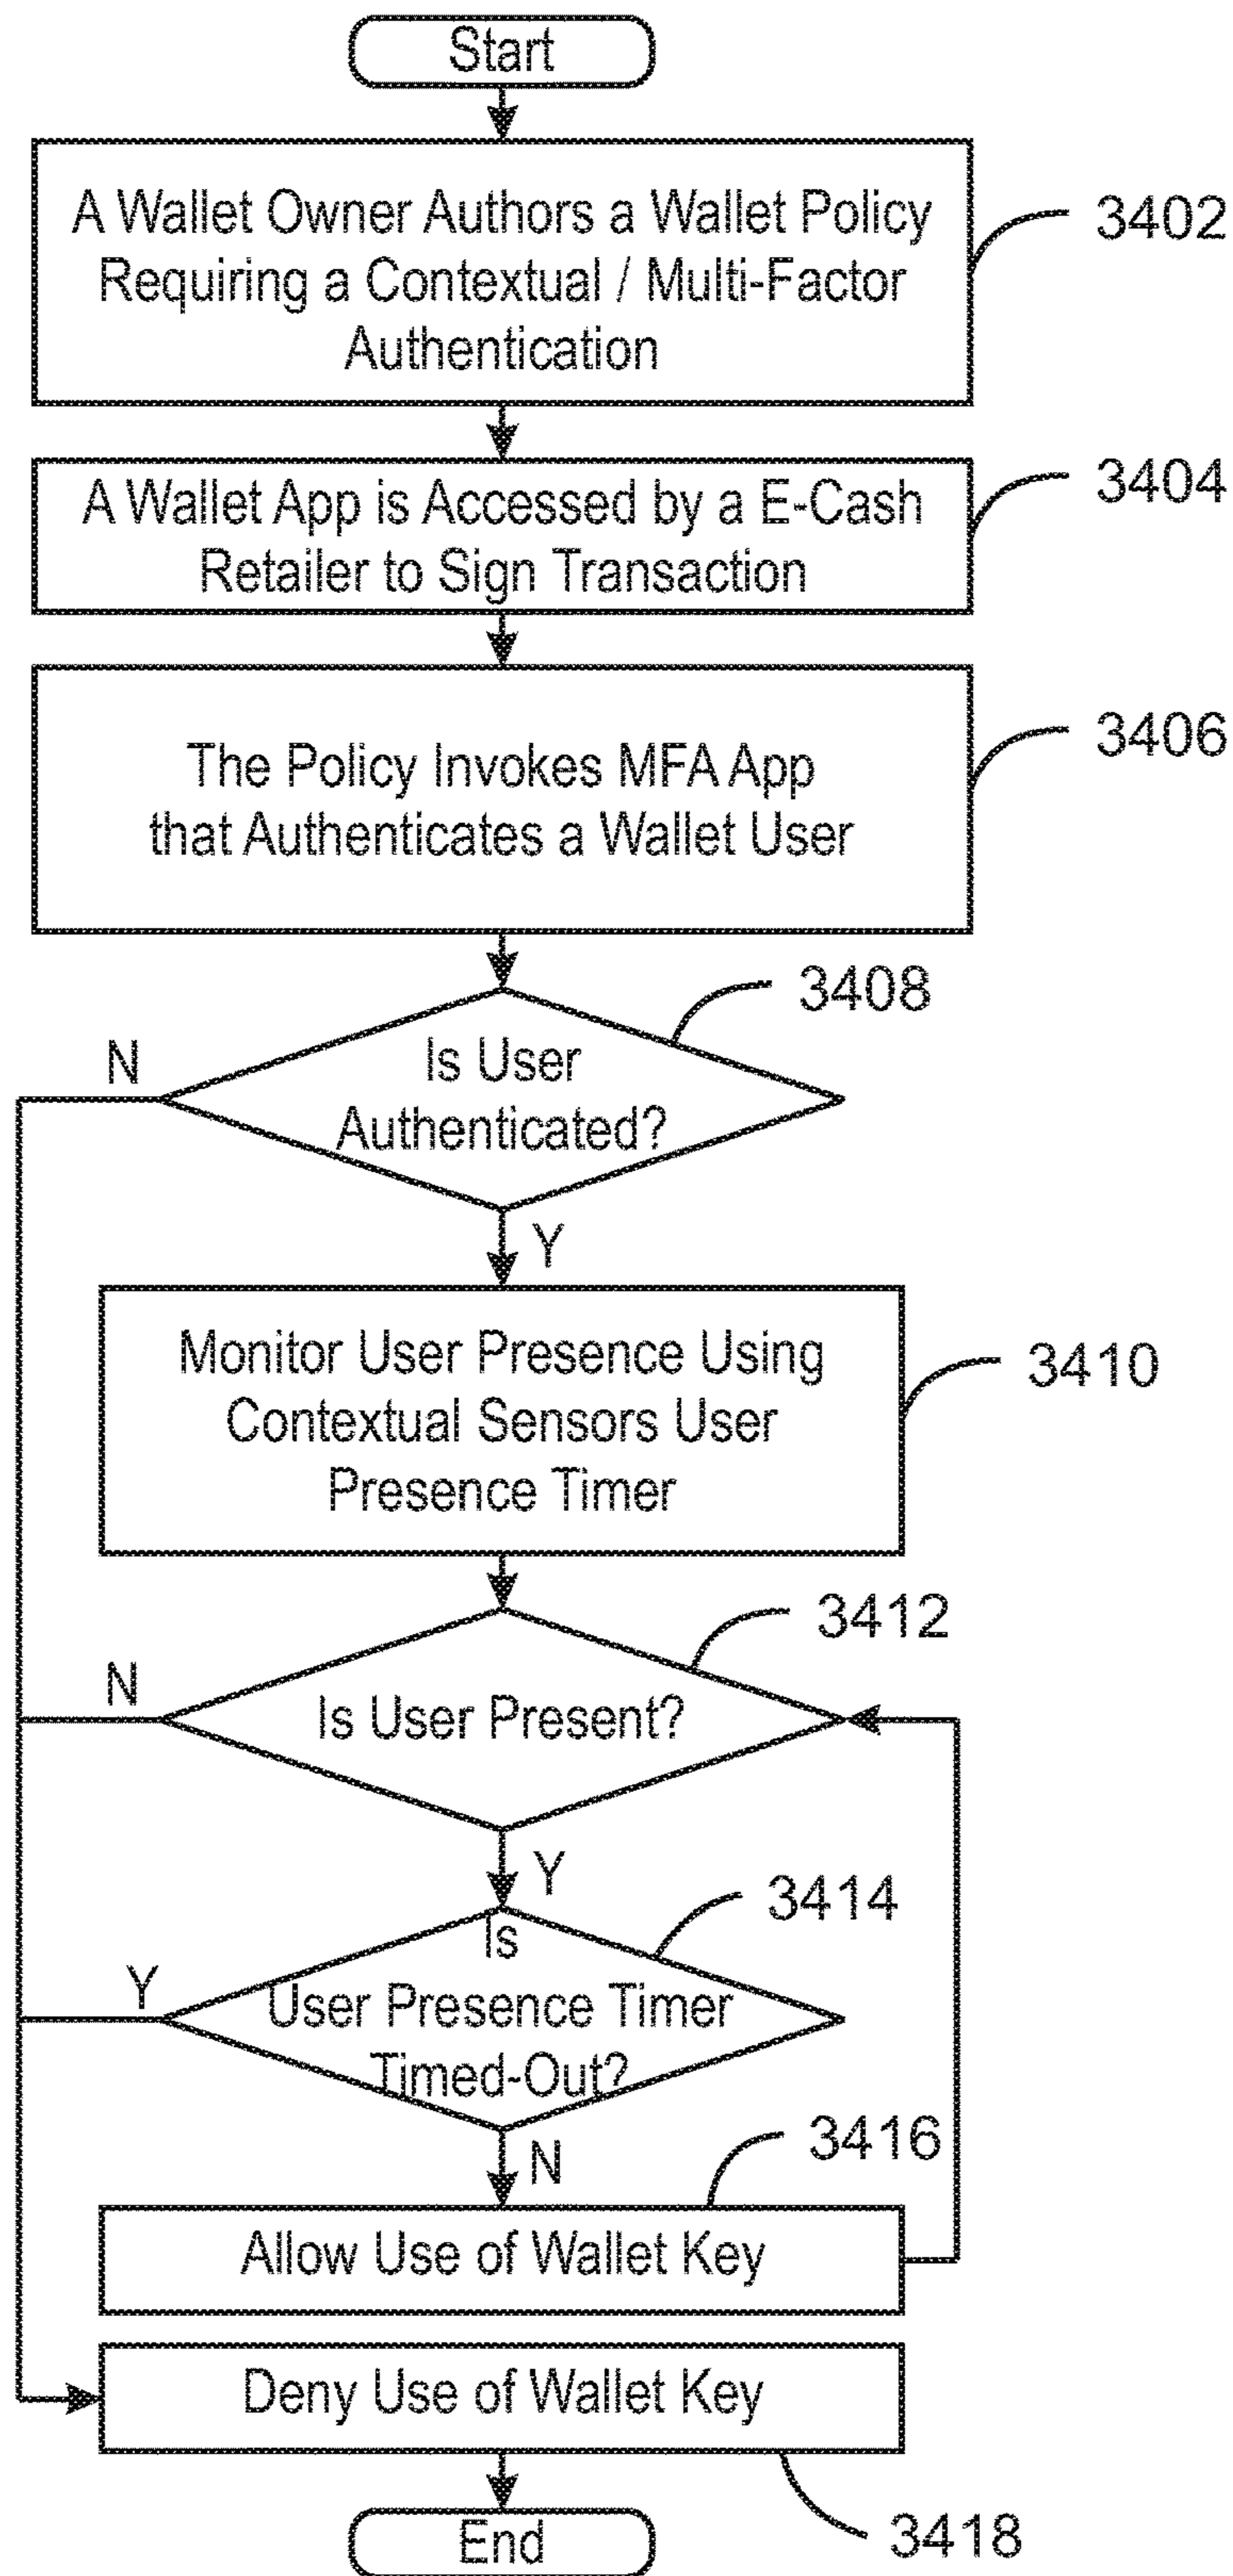 Start
A Wallet Owner Authors a Wallet Policy
Requiring a Contextual / Multi-Factor
Authentication
3402
A Wallet App is Accessed by a E-Cash
Retailer to Sign Transaction
3404
The Policy Invokes MFA App
that Authenticates a Wallet User
3406
3408
N
Is User
Authenticated?
Y
Monitor User Presence Using
Contextual Sensors User
Presence Timer
3410
3412
N
Is User Present?
Y
3414
Is
Y
User Presence Timer
Timed-Out?
3416
N
Allow Use of Wallet Key
Deny Use of Wallet Key
3418
End